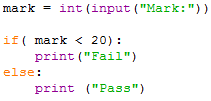 mark = int(input("Mark:"))
if( mark < 20):
    print("Fail")
else:
    print ("Pass")